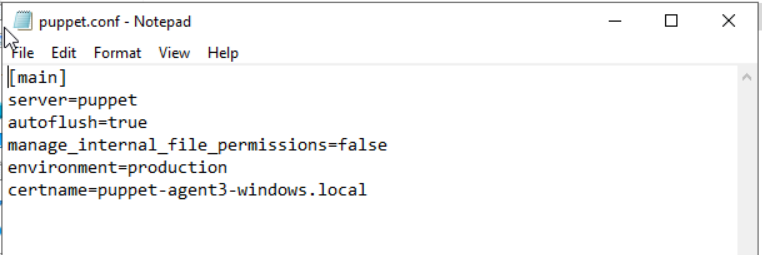 puppet.conf - Notepad
File Edit Format View Help
[main]
server=puppet
autoflush=true
manage_internal_file_permissions=false
environment=production
certname=puppet-agent3-windows.local